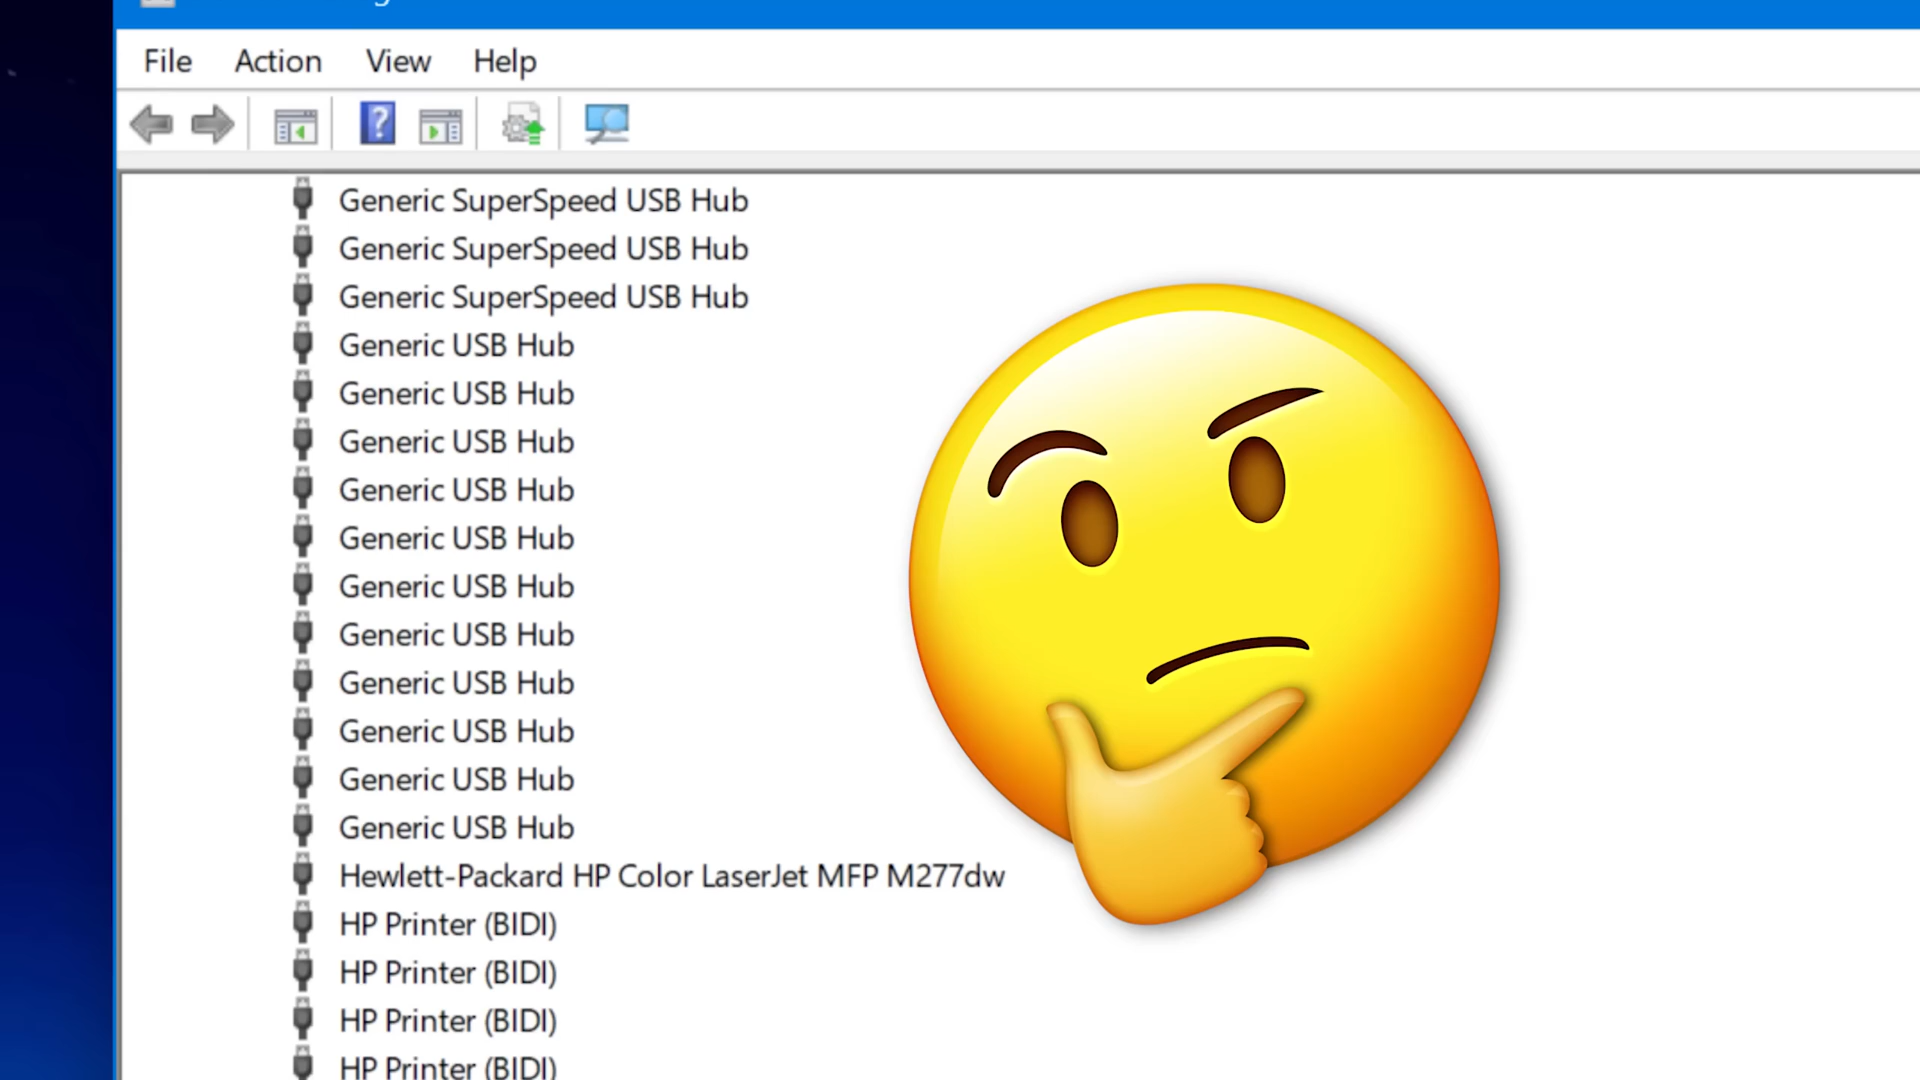 File Action View Help
?
Generic SuperSpeed USB Hub
Generic SuperSpeed USB Hub
Generic SuperSpeed USB Hub
Generic USB Hub
Generic USB Hub
Generic USB Hub
Generic USB Hub
Generic USB Hub
Generic USB Hub
Generic USB Hub
Generic USB Hub
Generic USB Hub
Generic USB Hub
Generic USB Hub
Hewlett-Packard HP Color LaserJet MFP M277dw
HP Printer (BIDI)
HP Printer (BIDI)
HP Printer (BIDI)
HP Printer (BIDI)